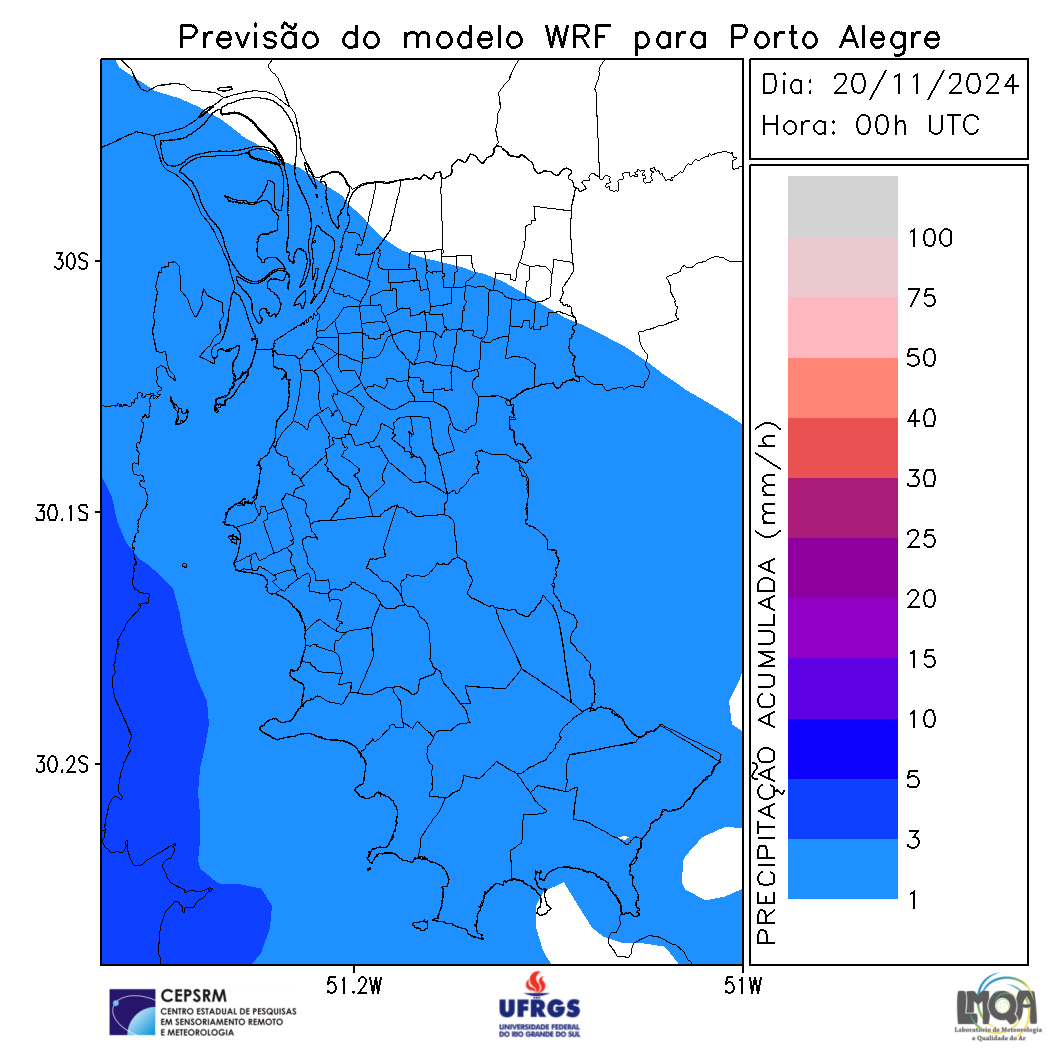 Previsão do modelo WRF para Porto Alegre
Dia: 20/11/2024
Hora: 00h UTC
30S
30.1S
30.2S
51.2W
51W
PRECIPITAÇÃO ACUMULADA (mm/h)
100
75
50
40
30
25
20
15
10
5
3
1
CEPSRM
CENTRO ESTADUAL DE PESQUISAS
EM SENSORIAMENTO REMOTO
E METEOROLOGIA
UFRGS
UNIVERSIDADE FEDERAL
DO RIO GRANDE DO SUL
LMQA
Laboratório de Meteorologia
e Qualidade do Ar